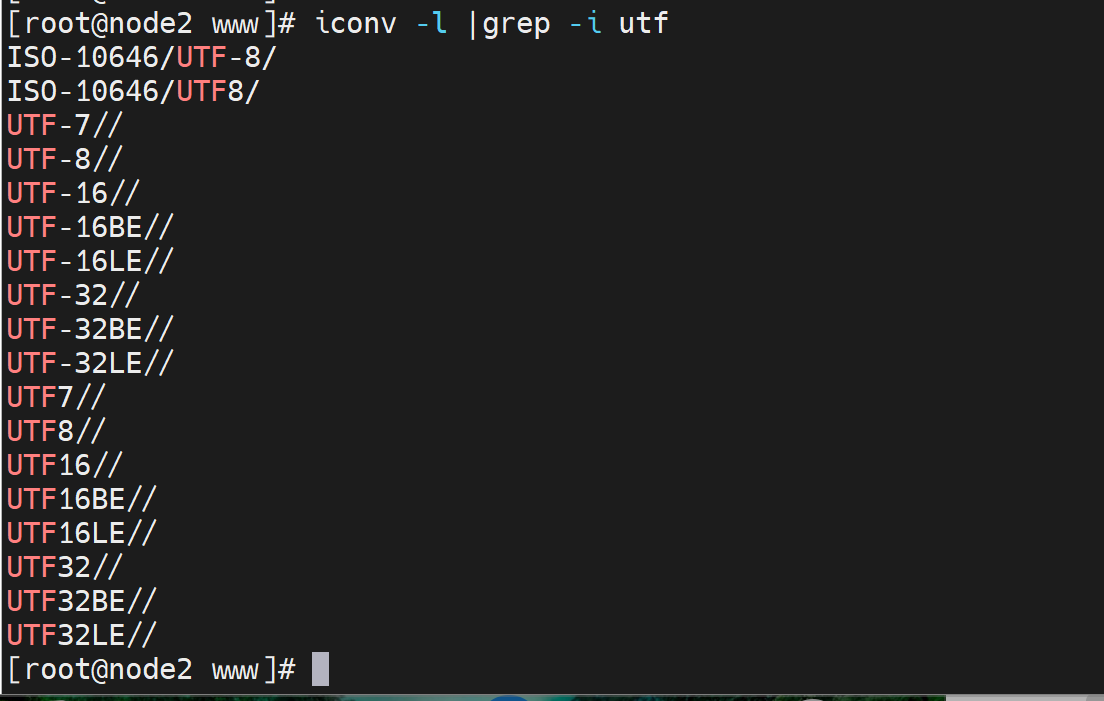 [root@node2 www]# iconv -l |grep -i utf
ISO-10646/UTF-8/
ISO-10646/UTF8/
UTF-7//
UTF-8//
UTF-16//
UTF-16BE//
UTF-16LE//
UTF-32//
UTF-32BE//
UTF-32LE//
UTF7//
UTF8//
UTF16//
UTF16BE//
UTF16LE//
UTF32//
UTF32BE//
UTF32LE//
[root@node2 www]#